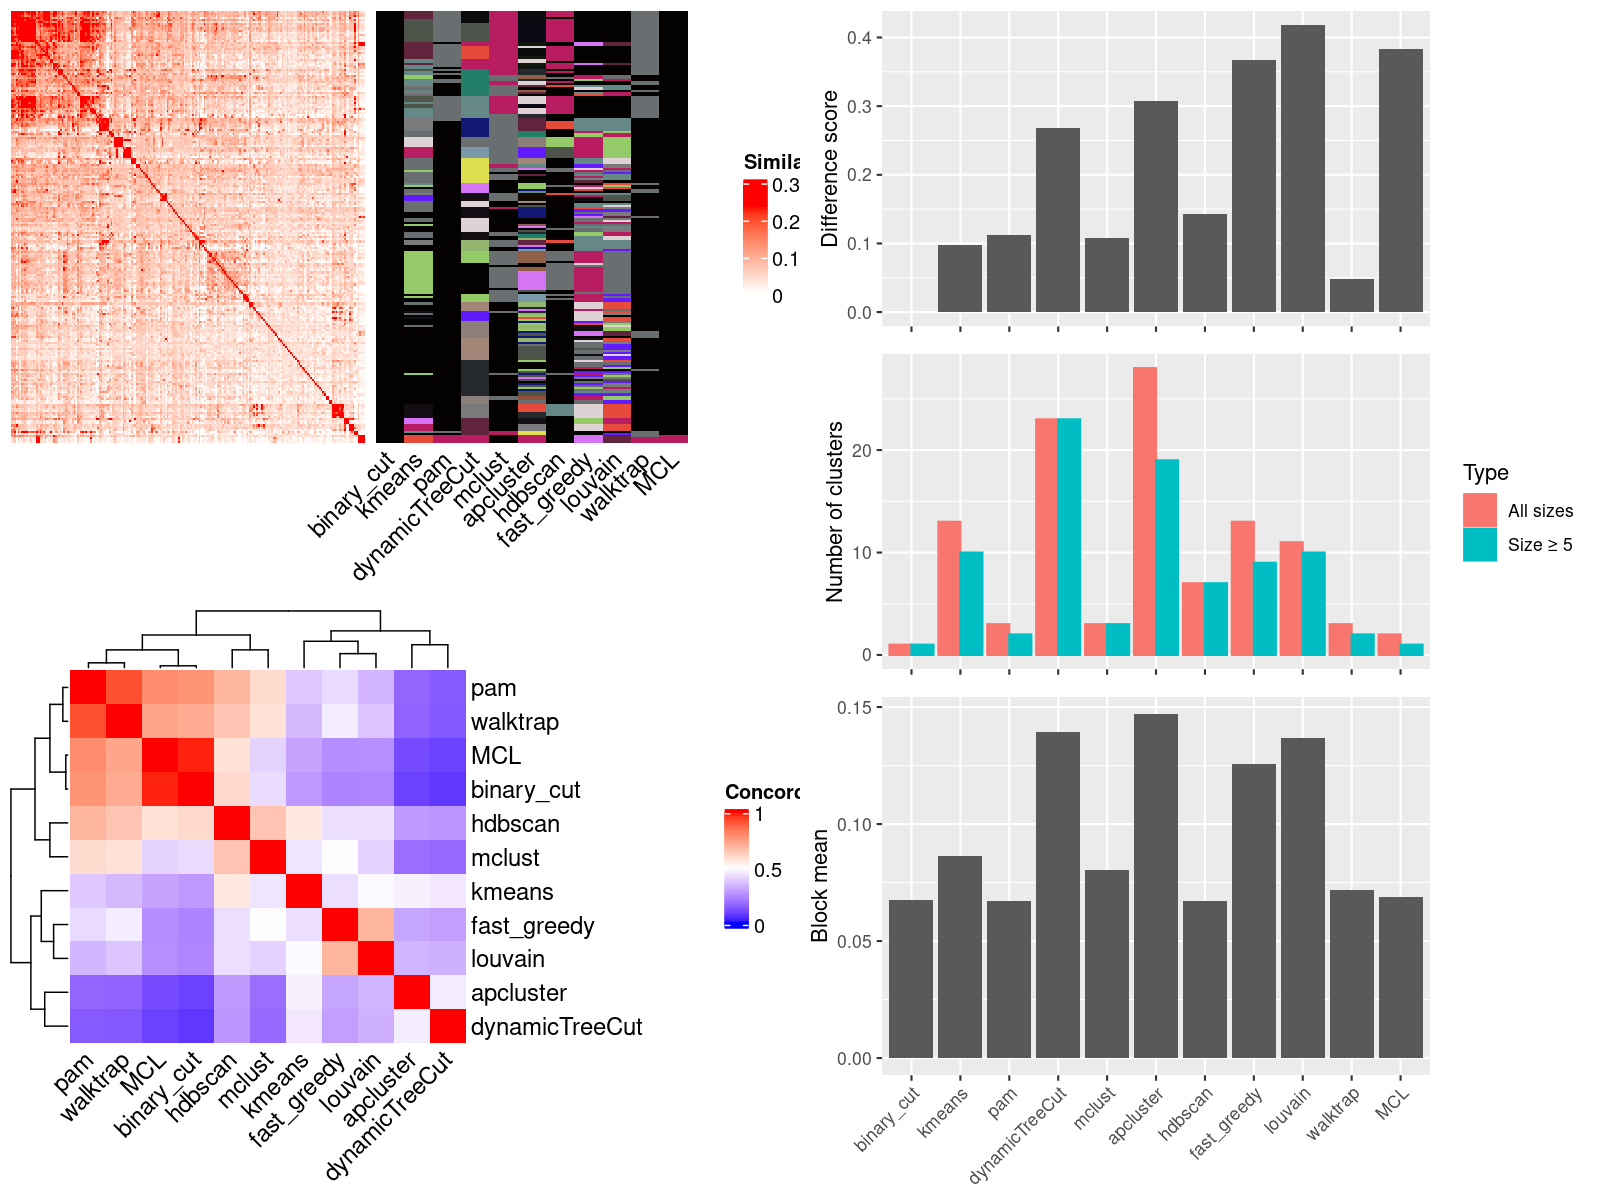 Simila
0.3
0.2
0.1
0
binary_cut
kmeans
pam
dynamicTreeCut
mclust
apcluster
hdbscan
fast_greedy
louvain
walktrap
MCL
pam
walktrap
MCL
binary_cut
hdbscan
mclust
kmeans
fast_greedy
louvain
apcluster
dynamicTreeCut
pam
walktrap
MCL
binary_cut
hdbscan
mclust
kmeans
fast_greedy
louvain
apcluster
dynamicTreeCut
Concord
1
0.5
0
Difference score
0.4
0.3
0.2
0.1
0.0
Number of clusters
20
10
0
Type
All sizes
Size ≥ 5
Block mean
0.15
0.10
0.05
0.00
binary_cut
kmeans
pam
dynamicTreeCut
mclust
apcluster
hdbscan
fast_greedy
louvain
walktrap
MCL